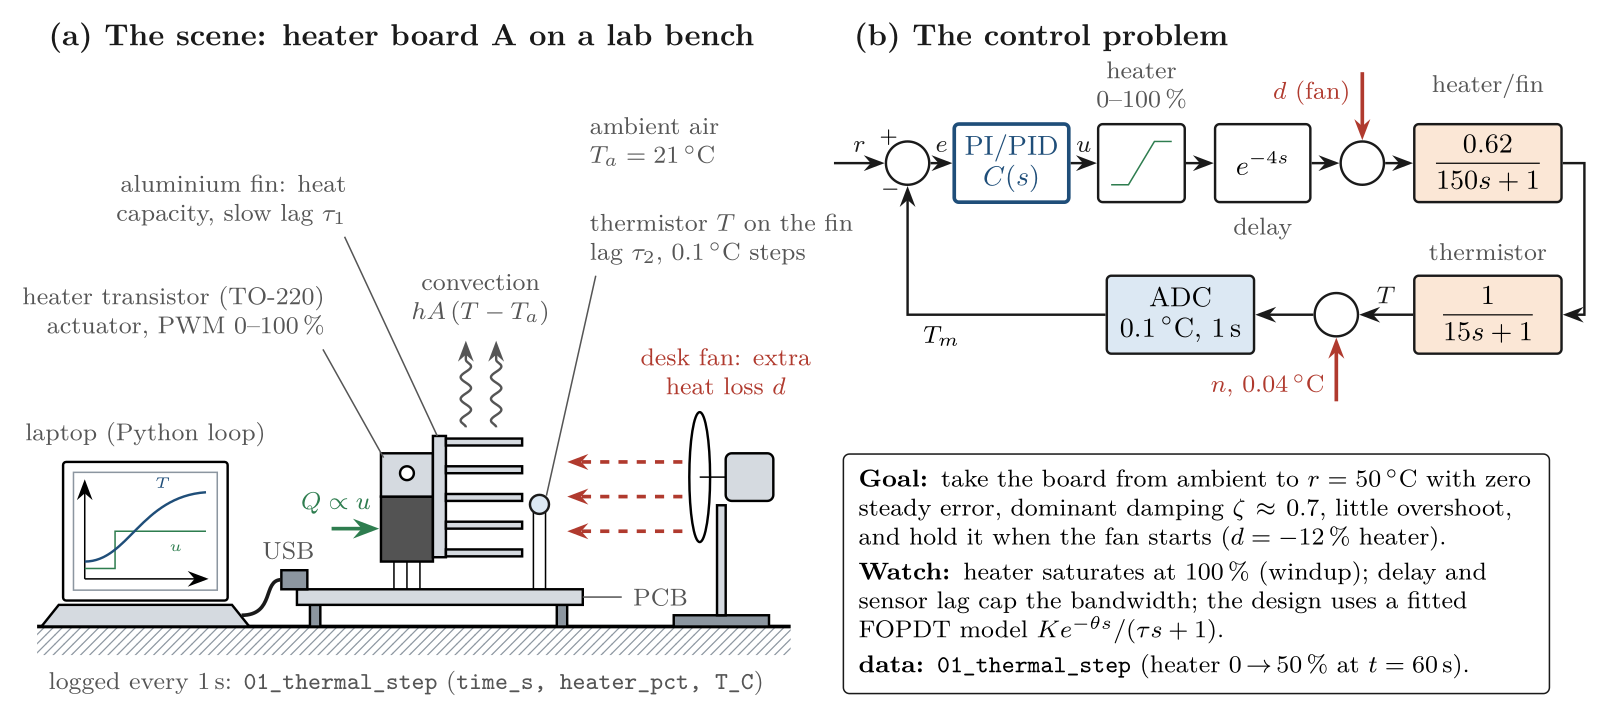 (a) The scene: heater board A on a lab bench
ambient air
T_a = 21 °C
aluminium fin: heat
capacity, slow lag τ_1
thermistor T on the fin
lag τ_2, 0.1 °C steps
convection
hA (T − T_a)
heater transistor (TO-220)
actuator, PWM 0–100 %
desk fan: extra
heat loss d
laptop (Python loop)
T
u
Q ∝ u
USB
PCB
logged every 1 s: 01_thermal_step (time_s, heater_pct, T_C)
(b) The control problem
heater
0–100 %
d (fan)
heater/fin
r
+
−
e
PI/PID
C(s)
u
e^{−4s}
0.62
150s + 1
delay
thermistor
ADC
0.1 °C, 1 s
T
1
15s + 1
T_m
n, 0.04 °C
Goal: take the board from ambient to r = 50 °C with zero
steady error, dominant damping ζ ≈ 0.7, little overshoot,
and hold it when the fan starts (d = −12 % heater).
Watch: heater saturates at 100 % (windup); delay and
sensor lag cap the bandwidth; the design uses a fitted
FOPDT model Ke^{−θs}/(τs + 1).
data: 01_thermal_step (heater 0 → 50 % at t = 60 s).